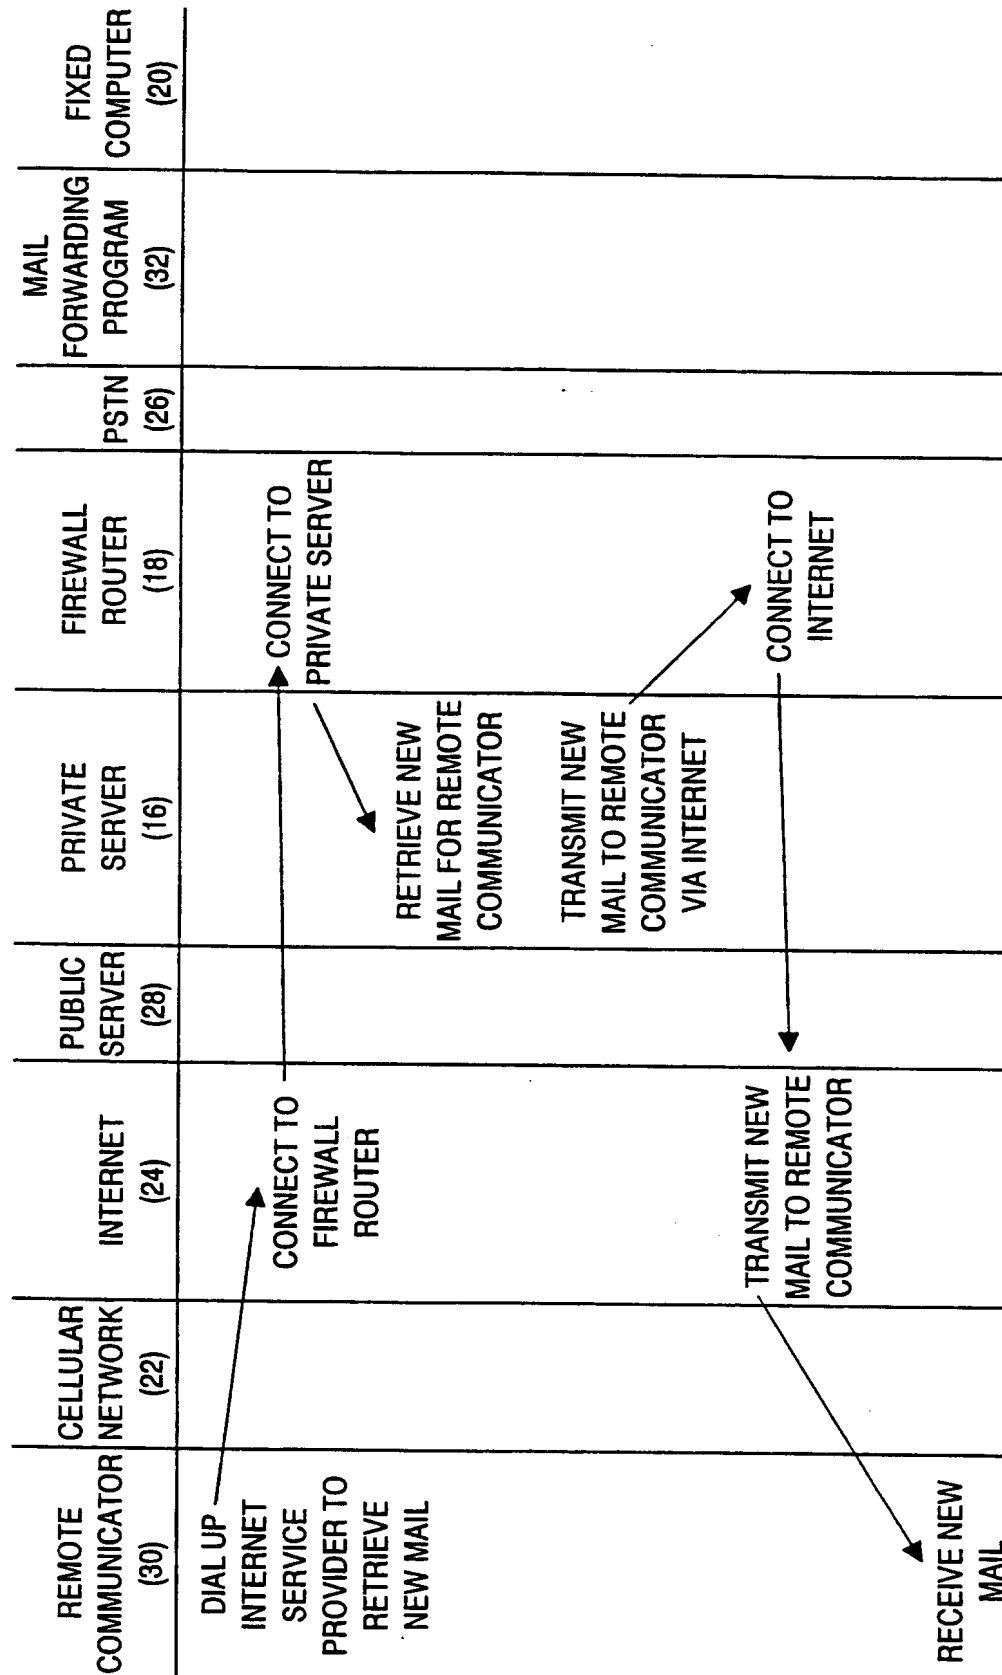 REMOTE
COMMUNICATOR
(30)
CELLULAR
NETWORK
(22)
INTERNET
(24)
PUBLIC
SERVER
(28)
PRIVATE
SERVER
(16)
FIREWALL
ROUTER
(18)
PSTN
(26)
MAIL
FORWARDING
PROGRAM
(32)
FIXED
COMPUTER
(20)
DIAL UP
INTERNET
SERVICE
PROVIDER TO
RETRIEVE
NEW MAIL
CONNECT TO
FIREWALL
ROUTER
CONNECT TO
PRIVATE SERVER
RETRIEVE NEW
MAIL FOR REMOTE
COMMUNICATOR
TRANSMIT NEW
MAIL TO REMOTE
COMMUNICATOR
VIA INTERNET
CONNECT TO
INTERNET
TRANSMIT NEW
MAIL TO REMOTE
COMMUNICATOR
RECEIVE NEW
MAIL